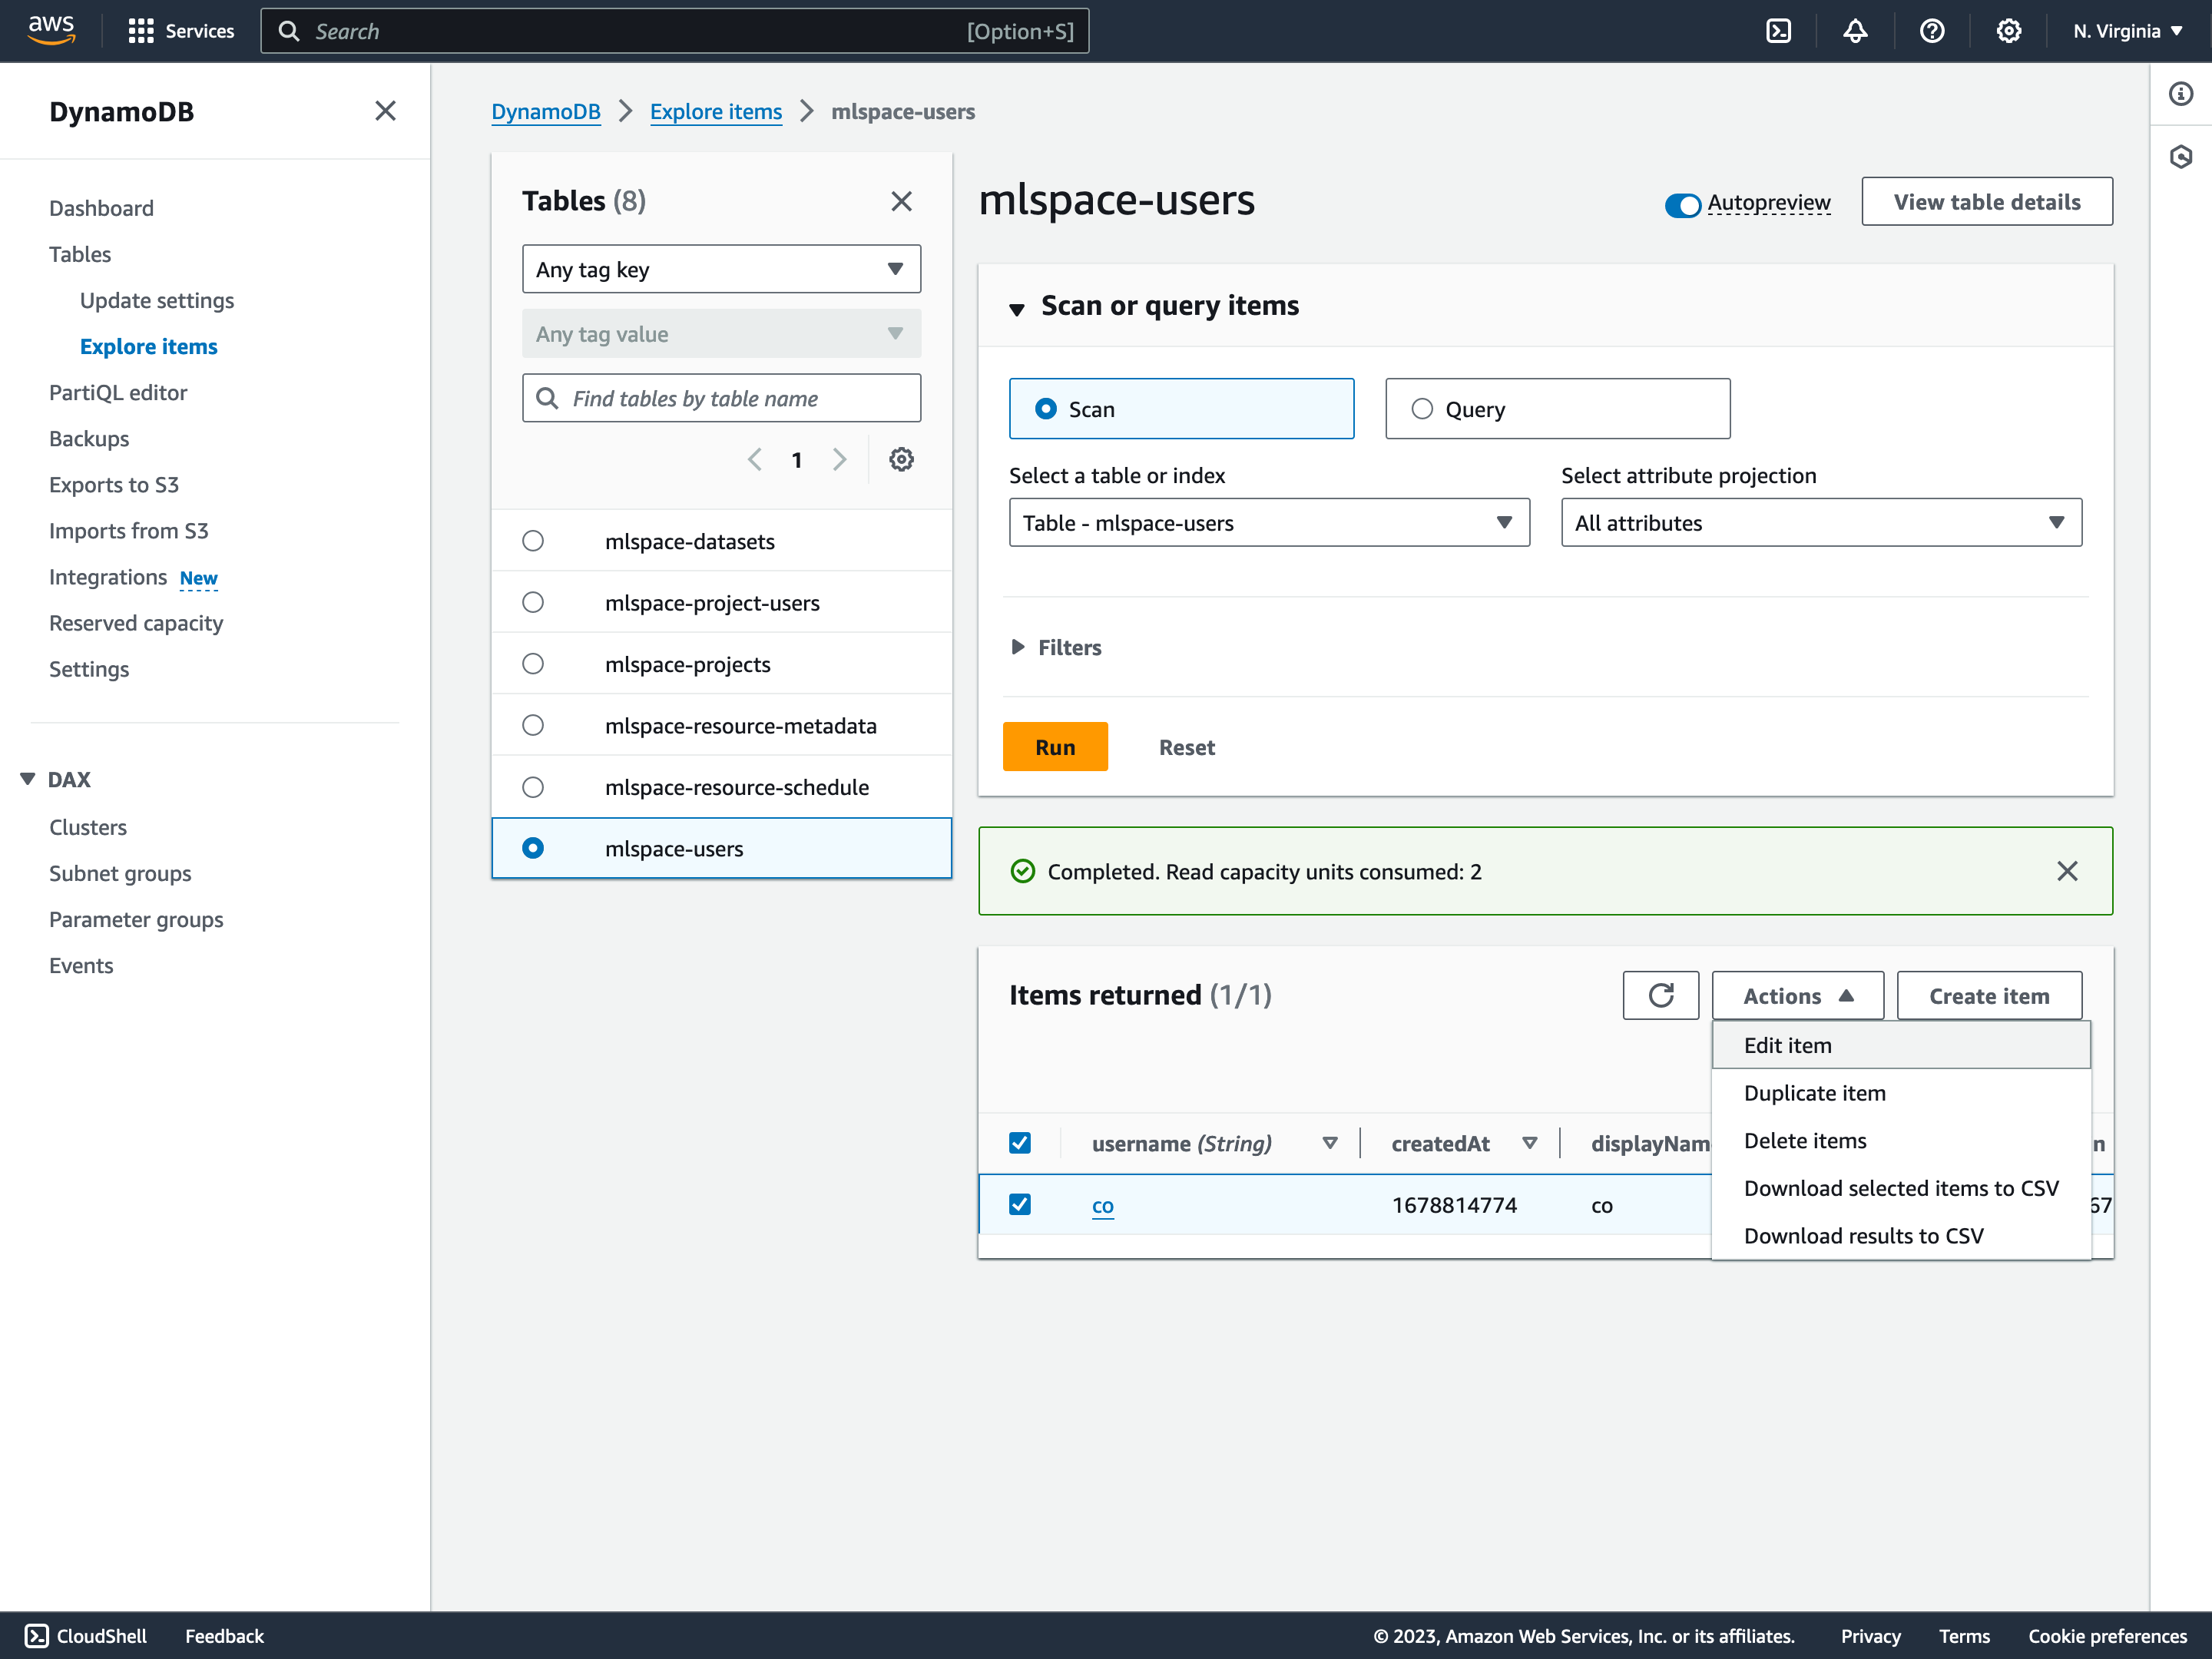 aws
Services
Search
[Option+S]
N. Virginia
DynamoDB
Dashboard
Tables
Update settings
Explore items
PartiQL editor
Backups
Exports to S3
Imports from S3
Integrations New
Reserved capacity
Settings
DAX
Clusters
Subnet groups
Parameter groups
Events
DynamoDB
Explore items
mlspace-users
Tables (8)
Any tag key
Any tag value
Find tables by table name
1
mlspace-datasets
mlspace-project-users
mlspace-projects
mlspace-resource-metadata
mlspace-resource-schedule
mlspace-users
mlspace-users
Autopreview
View table details
Scan or query items
Scan
Query
Select a table or index
Table - mlspace-users
Select attribute projection
All attributes
Filters
Run
Reset
Completed. Read capacity units consumed: 2
Items returned (1/1)
Actions
Create item
Edit item
Duplicate item
Delete items
Download selected items to CSV
Download results to CSV
username (String)
createdAt
displayNam
n
co
1678814774
co
67
CloudShell
Feedback
© 2023, Amazon Web Services, Inc. or its affiliates.
Privacy
Terms
Cookie preferences